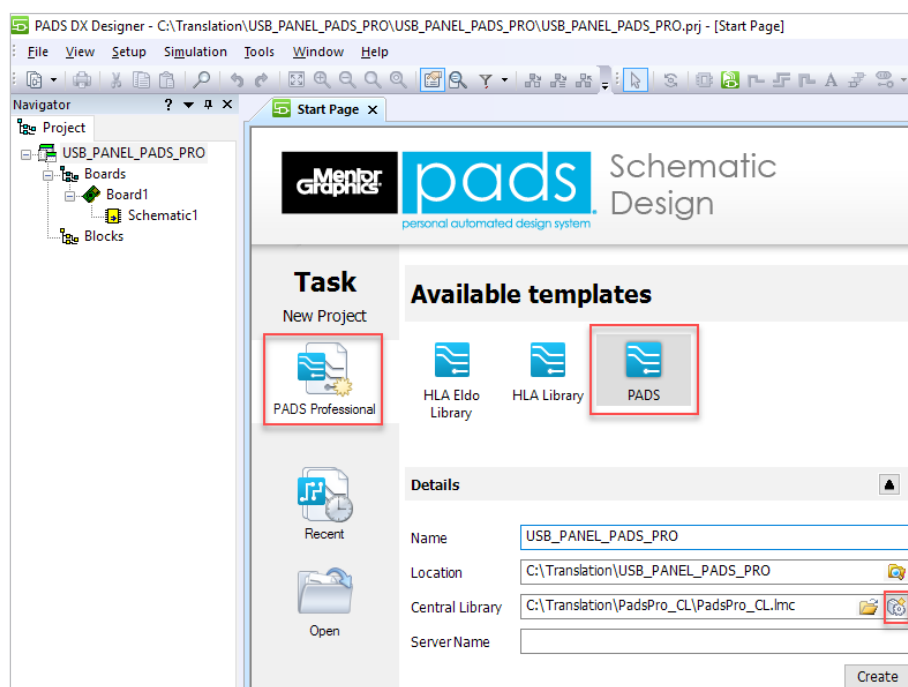 PADS DX Designer - C:\Translation\USB_PANEL_PADS_PRO\USB_PANEL_PADS_PRO\USB_PANEL_PADS_PRO.prj - [Start Page]
File View Setup Simulation Tools Window Help
Navigator
Project
USB_PANEL_PADS_PRO
Boards
Board1
Schematic1
Blocks
Start Page
Mentor
Graphics
pads
personal automated design system
Schematic
Design
Task
New Project
PADS Professional
Recent
Open
Available templates
HLA Eldo
Library
HLA Library
PADS
Details
Name USB_PANEL_PADS_PRO
Location C:\Translation\USB_PANEL_PADS_PRO
Central Library C:\Translation\PadsPro_CL\PadsPro_CL.lmc
Server Name
Create